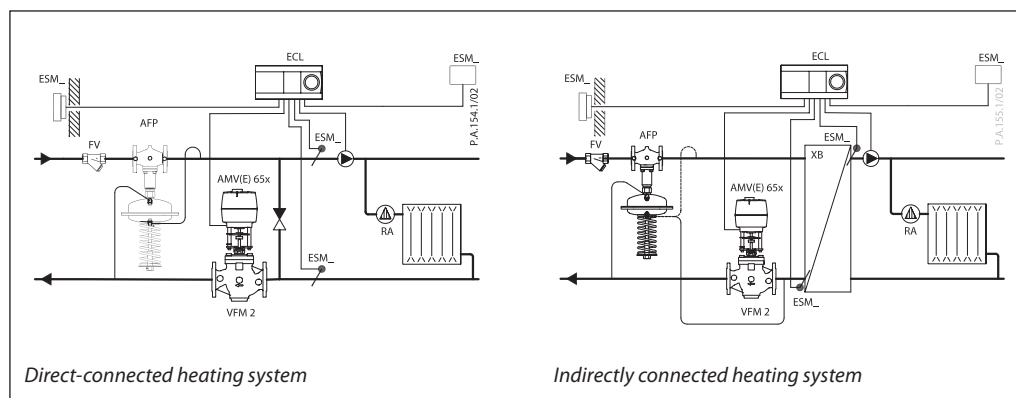 ECL
ESM_
ESM_
P.A.154.1/02
AFP
FV
ESM_
AMV(E) 65x
RA
ESM_
VFM 2
Direct-connected heating system
ECL
ESM_
ESM_
P.A.155.1/02
FV
AFP
ESM_
XB
AMV(E) 65x
RA
ESM_
VFM 2
Indirectly connected heating system